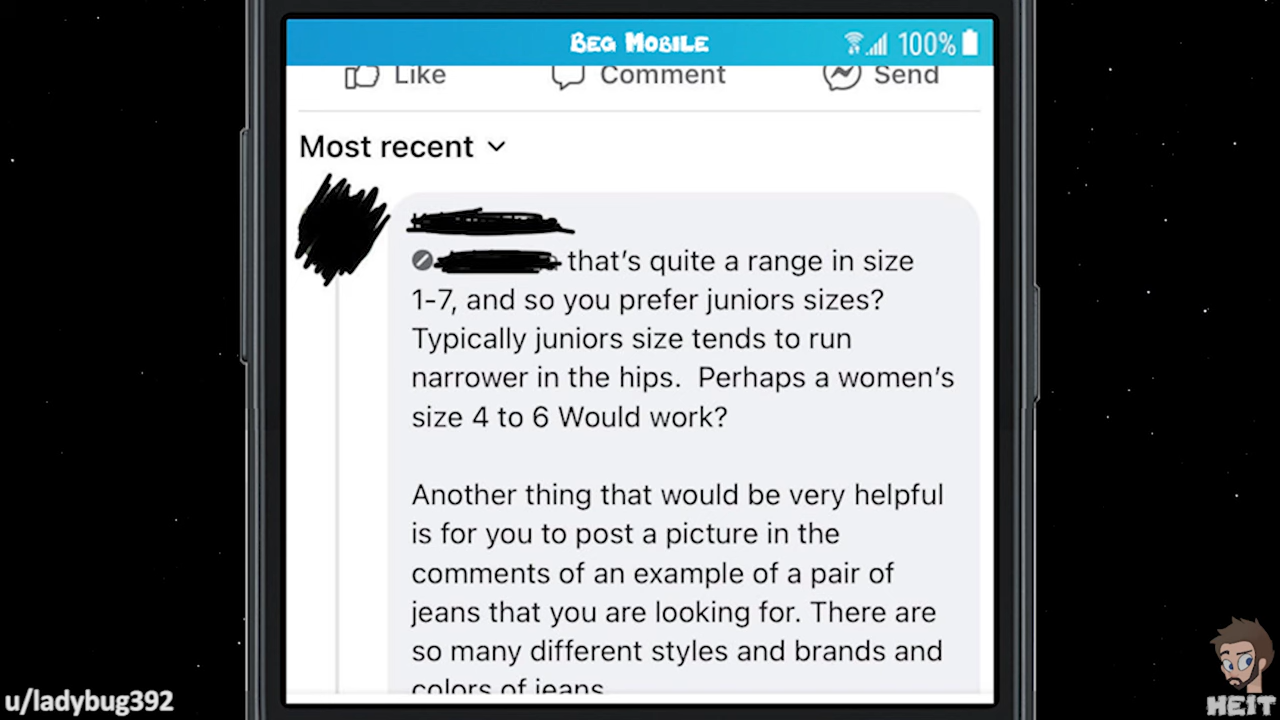 BEG MOBILE
100%
Like Comment Send
Most recent
that's quite a range in size
1-7, and so you prefer juniors sizes?
Typically juniors size tends to run
narrower in the hips.  Perhaps a women's
size 4 to 6 Would work?
Another thing that would be very helpful
is for you to post a picture in the
comments of an example of a pair of
jeans that you are looking for. There are
so many different styles and brands and
colors of jeans
u/ladybug392
HEIT